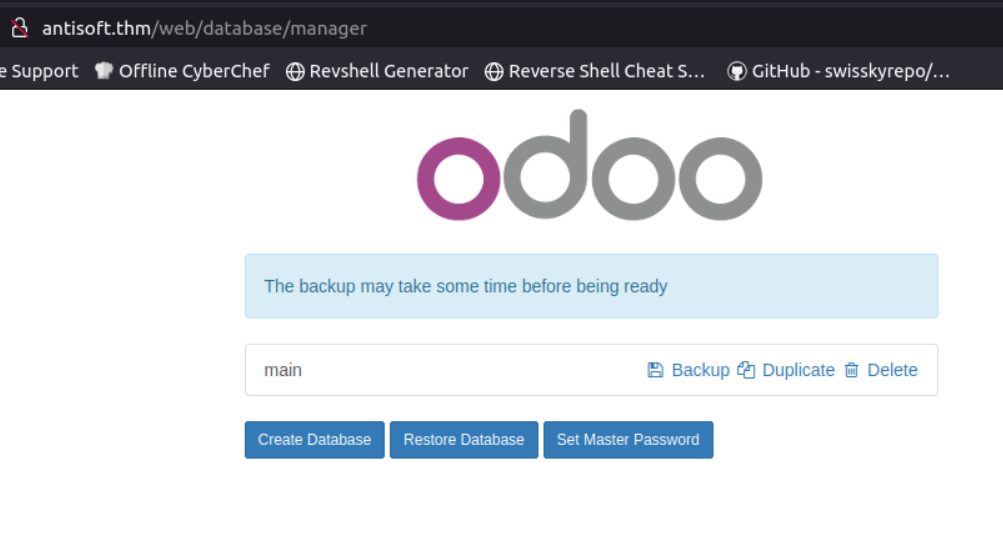 antisoft.thm/web/database/manager
e Support Offline CyberChef Revshell Generator Reverse Shell Cheat S... GitHub - swisskyrepo/...
odoo
The backup may take some time before being ready
main Backup Duplicate Delete
Create Database Restore Database Set Master Password